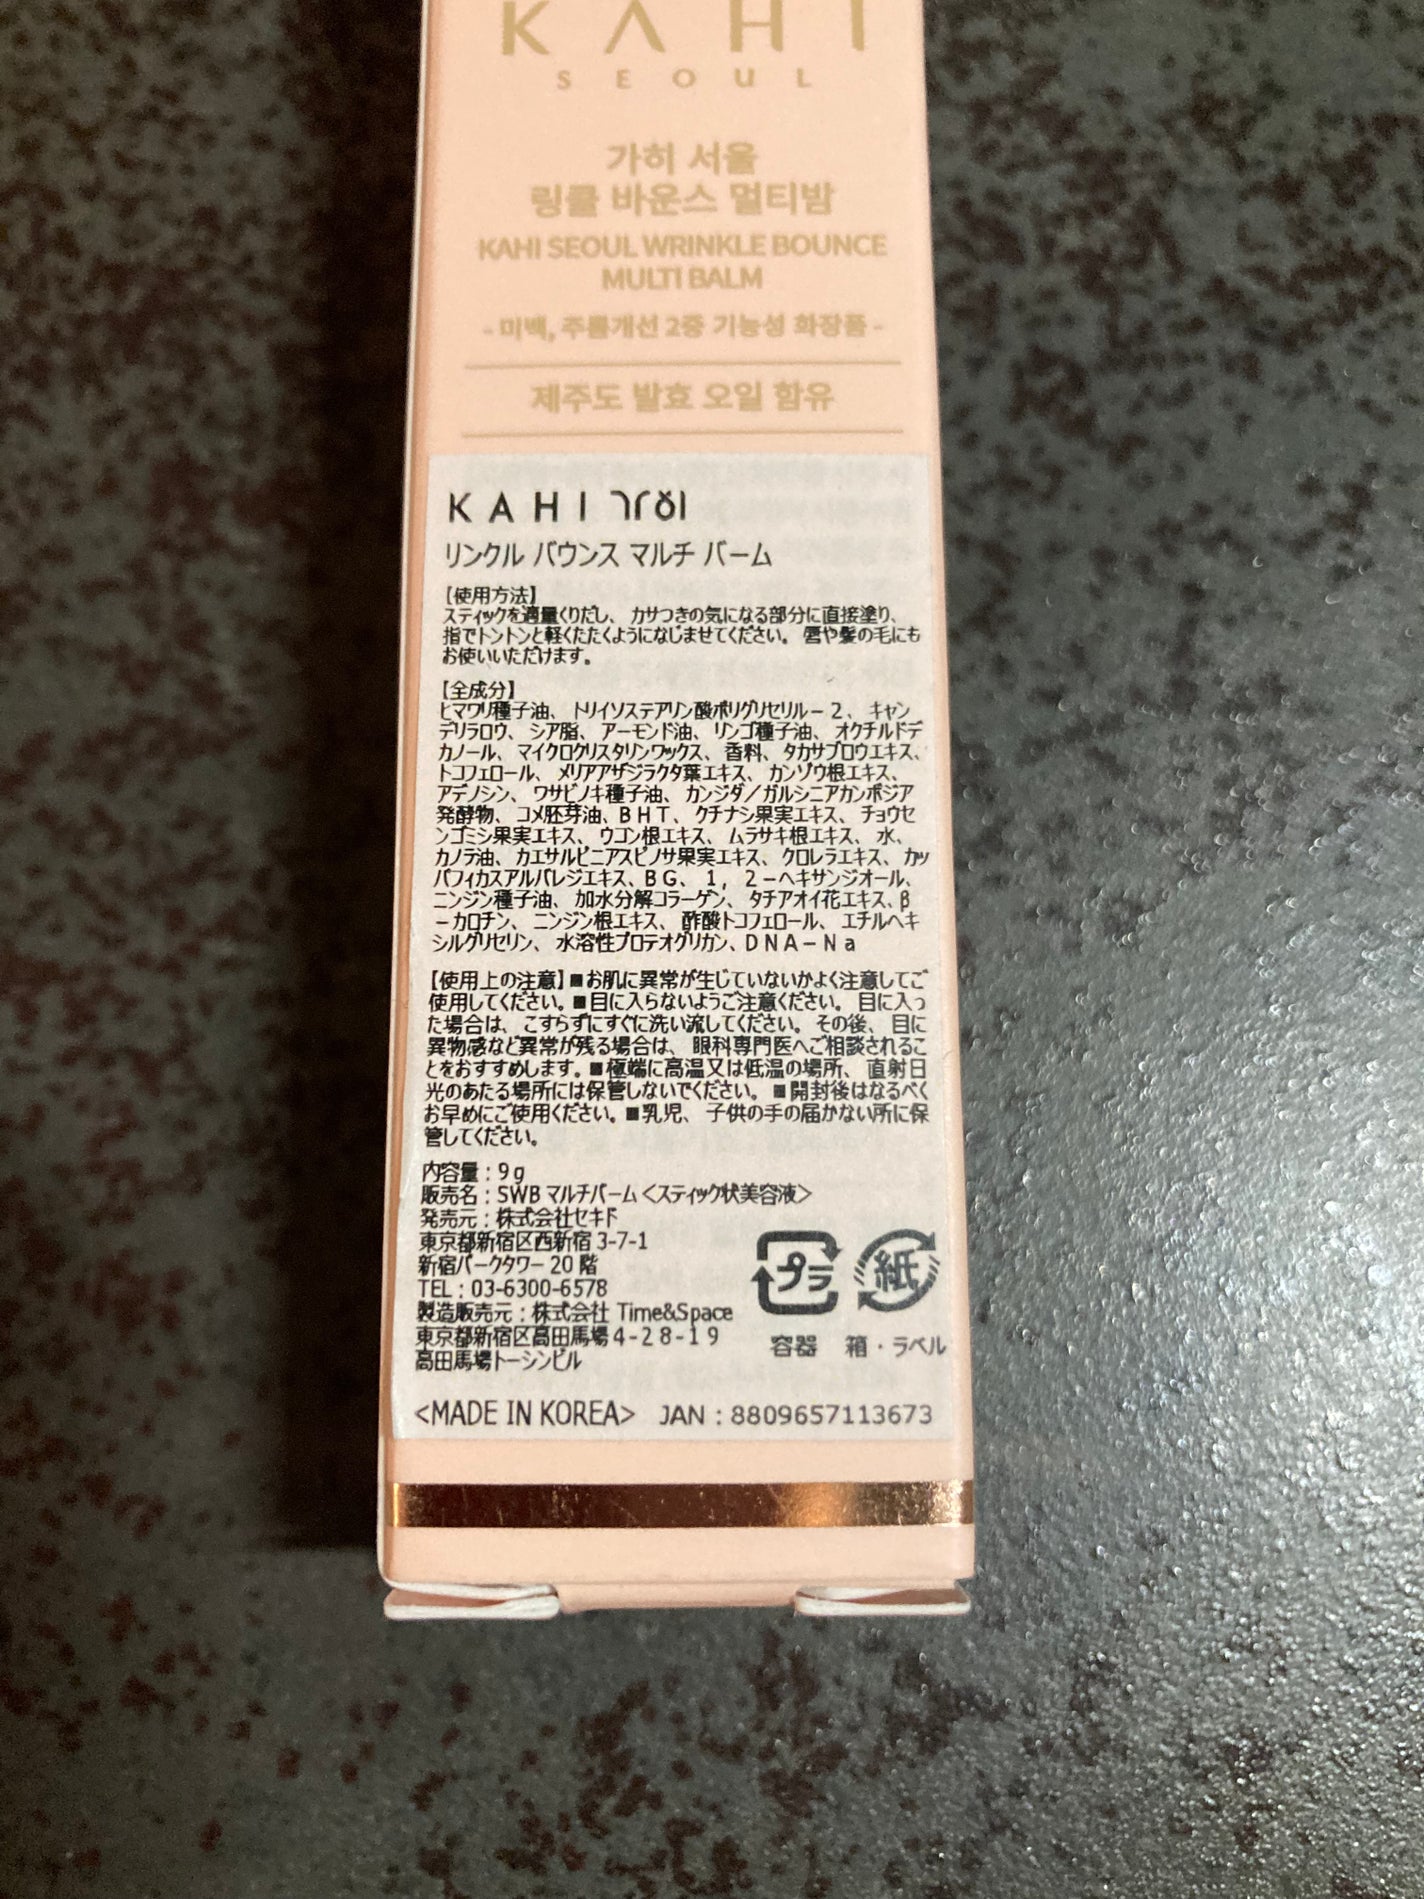 KAHI
SEOUL
가히 서울
링클 바운스 멀티밤
KAHI SEOUL WRINKLE BOUNCE
MULTI BALM
- 미백, 주름개선 2중 기능성 화장품 -
제주도 발효 오일 함유
KAHI 가히
リンクル バウンス マルチ バーム
【使用方法】
スティックを適量くりだし、 カサつきの気になる部分に直接塗り、
指でトントンと軽くたたくようになじませてください。 唇や髪の毛にも
お使いいただけます。
【全成分】
ヒマワリ種子油、 トリイソステアリン酸ポリグリセリル－2、 キャン
デリラロウ、 シア脂、 アーモンド油、 リンゴ種子油、 オクチルドデ
カノール、 マイクロクリスタリンワックス、 香料、 タカサブロウエキス、
トコフェロール、 メリアアザジラクタ葉エキス、 カンゾウ根エキス、
アデノシン、 ワサビノキ種子油、 カンジダ／ガルシニアカンボジア
発酵物、 コメ胚芽油、ＢＨＴ、 クチナシ果実エキス、 チョウセ
ンゴミシ果実エキス、 ウコン根エキス、 ムラサキ根エキス、 水、
カノラ油、 カエサルピニアスピノサ果実エキス、 クロレラエキス、 カッ
パフィカスアルバレジエキス、ＢＧ、 １，２－ヘキサンジオール、
ニンジン種子油、 加水分解コラーゲン、 タチアオイ花エキス、β
－カロチン、 ニンジン根エキス、 酢酸トコフェロール、 エチルヘキ
シルグリセリン、 水溶性プロテオグリカン、ＤＮＡ－Ｎａ
【使用上の注意】■お肌に異常が生じていないかよく注意してご
使用してください。■目に入らないようご注意ください。 目に入っ
た場合は、 こすらずにすぐに洗い流してください。その後、 目に
異物感など異常が残る場合は、 眼科専門医へご相談されるこ
とをおすすめします。■極端に高温又は低温の場所、 直射日
光のあたる場所には保管しないでください。 ■開封後はなるべく
お早めにご使用ください。■乳児、 子供の手の届かない所に保
管してください。
内容量：9g
販売名：SWB マルチバーム＜スティック状美容液＞
発売元：株式会社セキド
東京都新宿区西新宿 3-7-1
新宿パークタワー 20 階
TEL：03-6300-6578
製造販売元：株式会社 Time&Space
東京都新宿区高田馬場４-２８-１９
高田馬場トーシンビル
プラ 紙
容器 箱・ラベル
<MADE IN KOREA> JAN：8809657113673